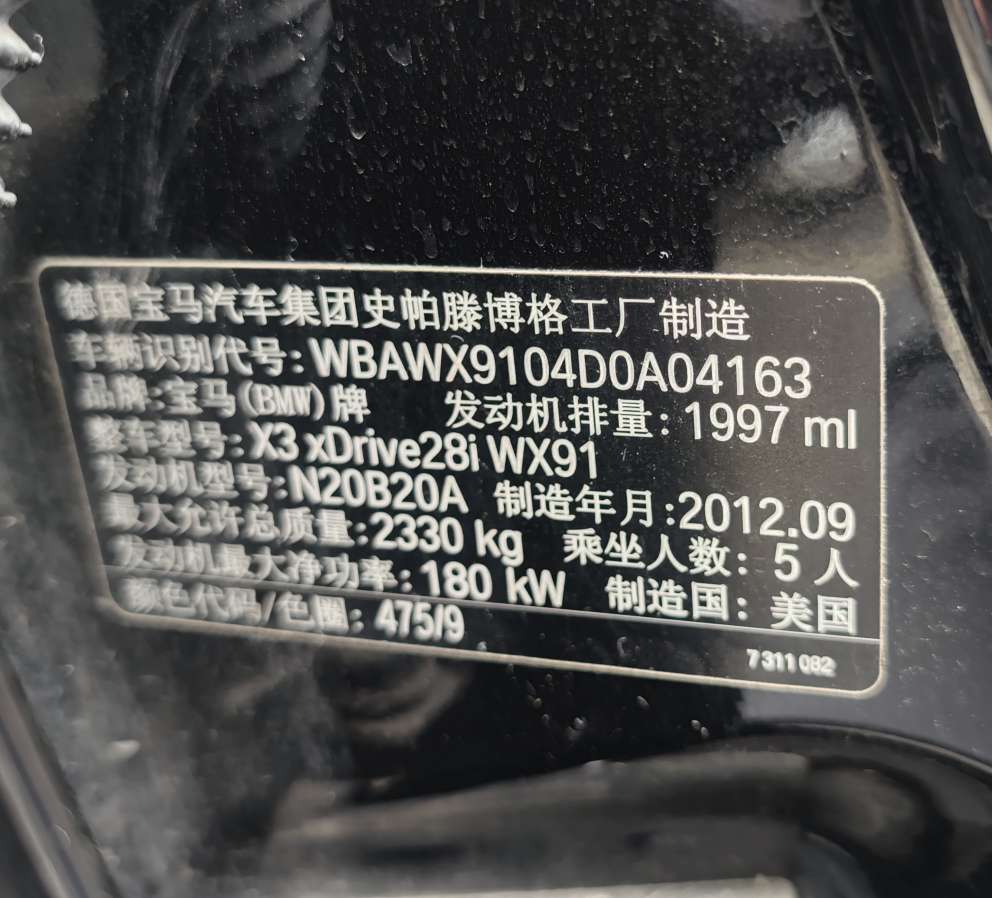 德国宝马汽车集团史帕滕博格工厂制造
车辆识别代号：WBAWX9104D0A04163
品牌：宝马(BMW)牌 发动机排量：1997 ml
整车型号：X3 xDrive28i WX91
发动机型号：N20B20A 制造年月：2012.09
最大允许总质量：2330 kg 乘坐人数：5 人
发动机最大净功率：180 kW 制造国：美国
颜色代码/色圈：475/9
7311082